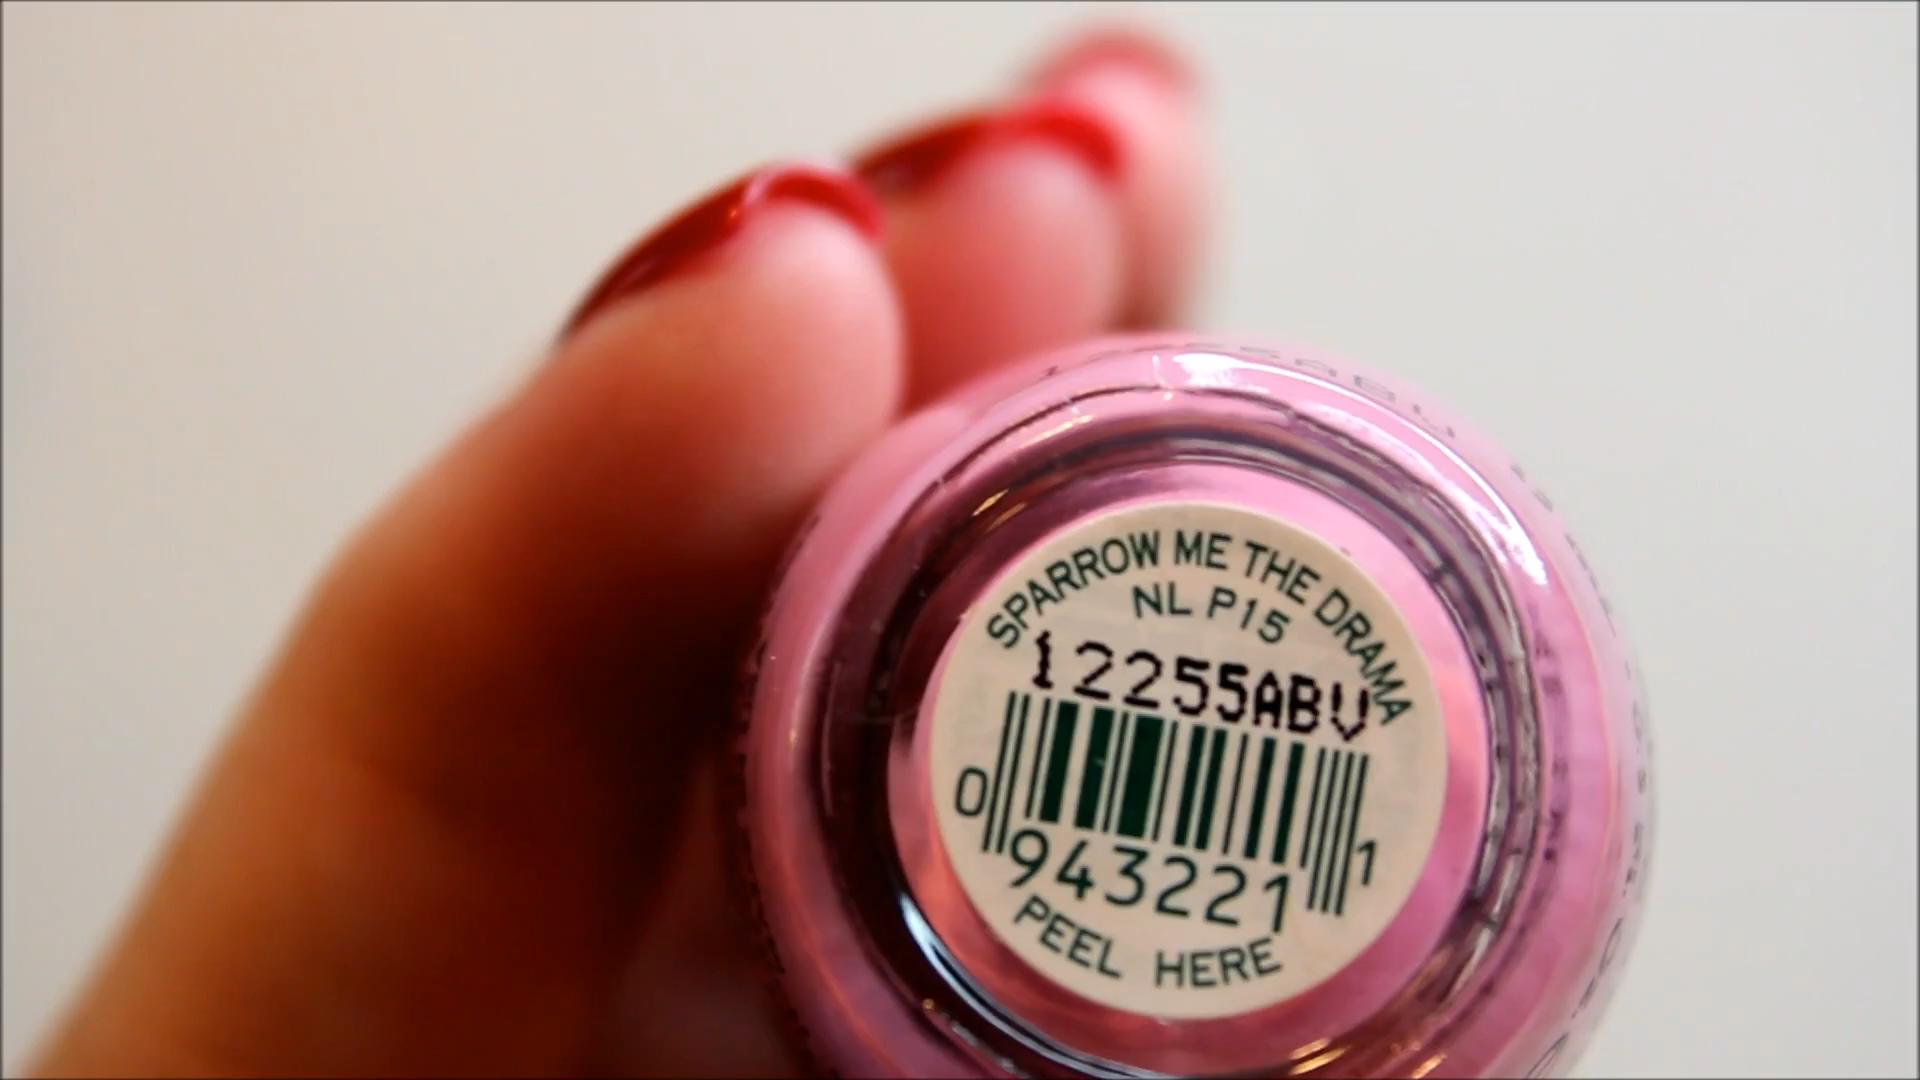 SPARROW ME THE DRAMA
NL P15
12255ABV
0 943221 1
PEEL HERE